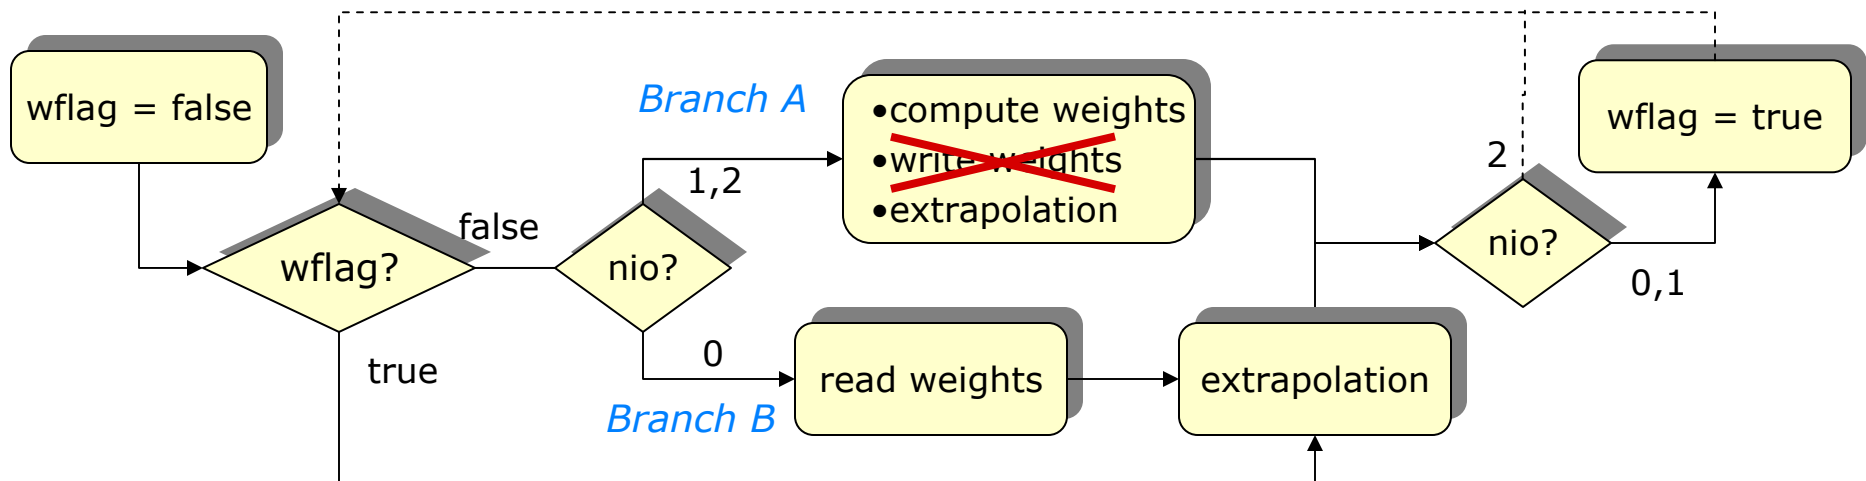 wflag = false
Branch A
•compute weights
•write weights
•extrapolation
wflag = true
1,2
2
false
wflag?
nio?
nio?
0,1
true
0
read weights
extrapolation
Branch B